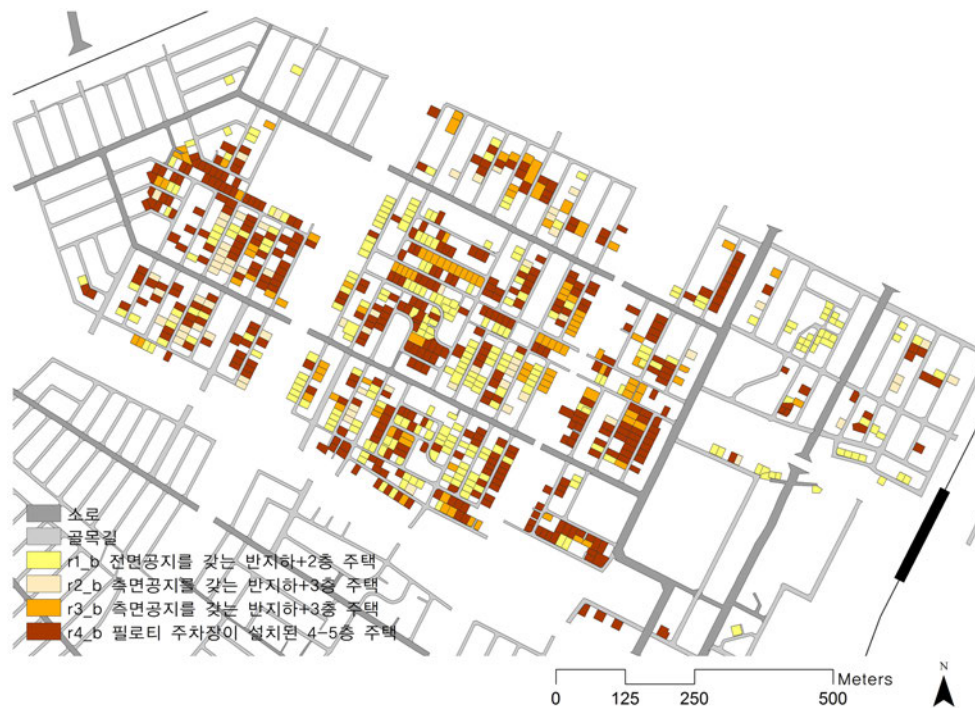 소로
골목길
r1_b 전면공지를 갖는 반지하+2층 주택
r2_b 측면공지를 갖는 반지하+3층 주택
r3_b 측면공지를 갖는 반지하+3층 주택
r4_b 필로티 주차장이 설치된 4-5층 주택
Meters
0 125 250 500
N